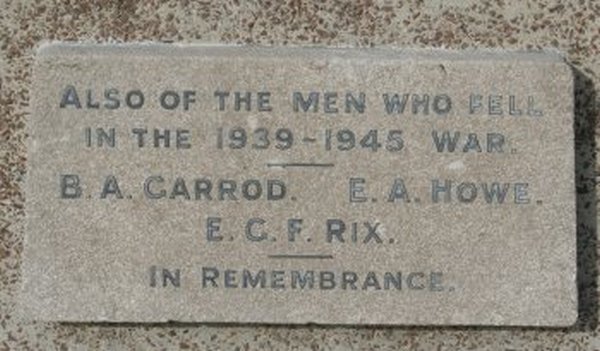 ALSO OF THE MEN WHO FELL
IN THE 1939-1945 WAR.
B. A. CARROD. E. A. HOWE.
E. C. F. RIX.
IN REMEMBRANCE.